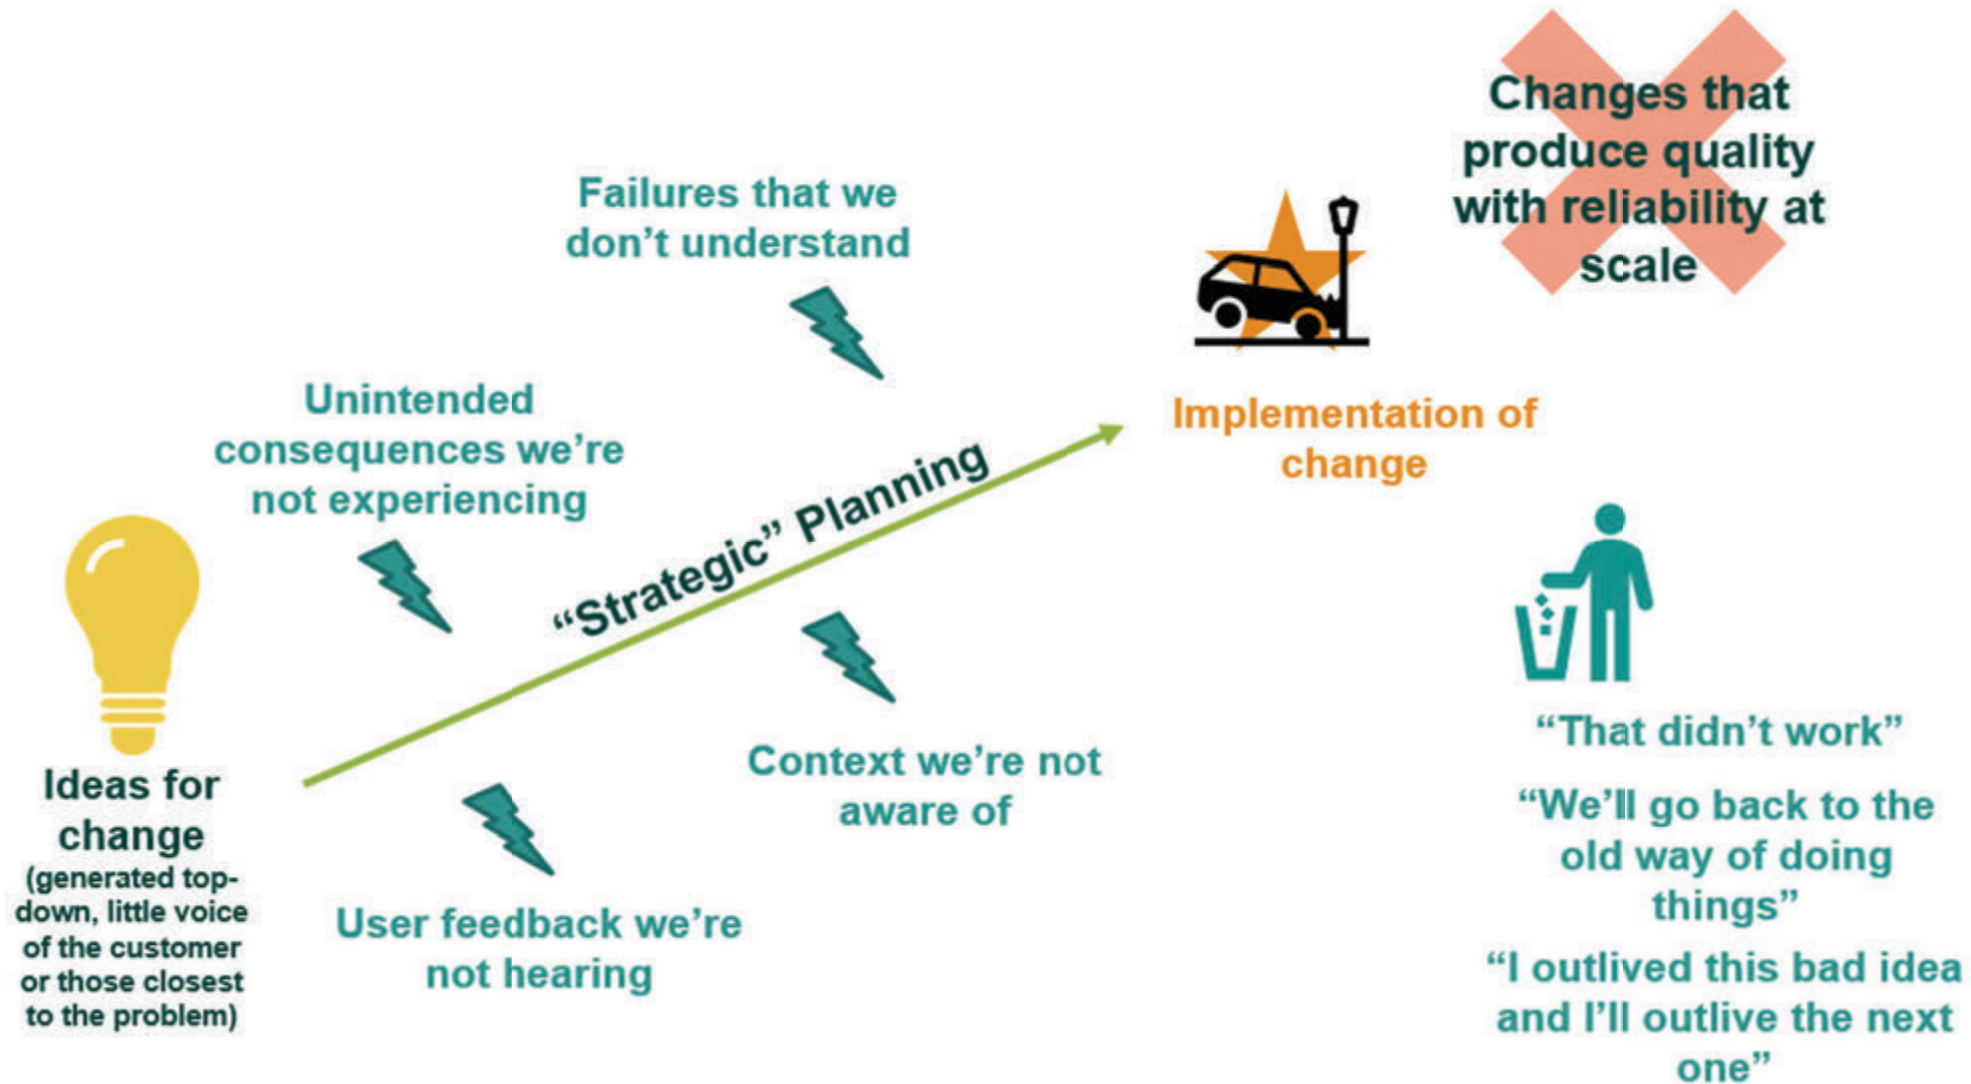 Changes that
produce quality
with reliability at
scale
Failures that we
don’t understand
Unintended
consequences we’re
not experiencing
“Strategic” Planning
Implementation of
change
Ideas for
change
(generated top-
down, little voice
of the customer
or those closest
to the problem)
Context we’re not
aware of
User feedback we’re
not hearing
“That didn’t work”
“We’ll go back to the
old way of doing
things”
“I outlived this bad idea
and I’ll outlive the next
one”